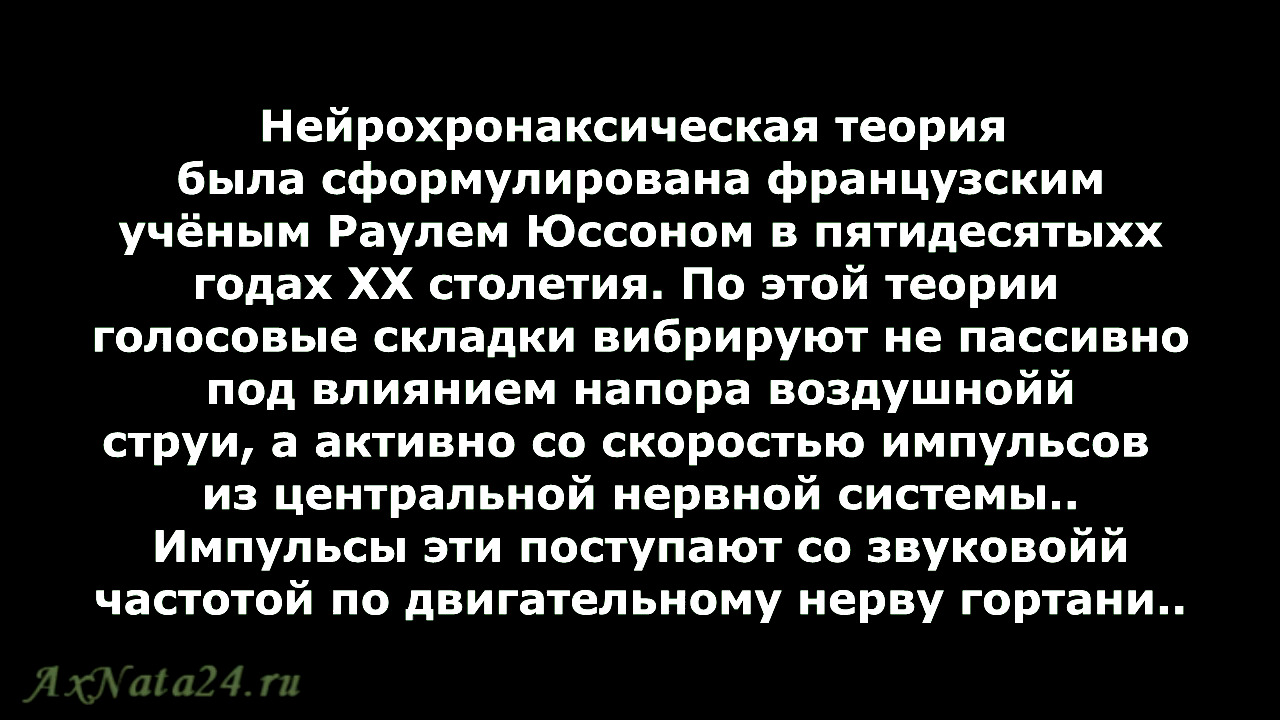 Нейрохронаксическая теория
была сформулирована французским
учёным Раулем Юссоном в пятидесятыхх
годах XX столетия. По этой теории
голосовые складки вибрируют не пассивно
под влиянием напора воздушнойй
струи, а активно со скоростью импульсов
из центральной нервной системы..
Импульсы эти поступают со звуковойй
частотой по двигательному нерву гортани..
AxNata24.ru